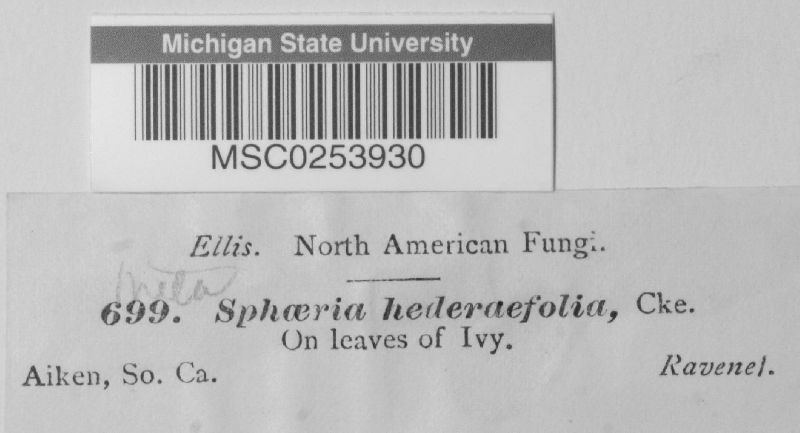 Michigan State University
MSC0253930
Ellis. North American Fungi.
699. Sphæria hederaefolia, Cke.
On leaves of Ivy.
Aiken, So. Ca. Ravenel.